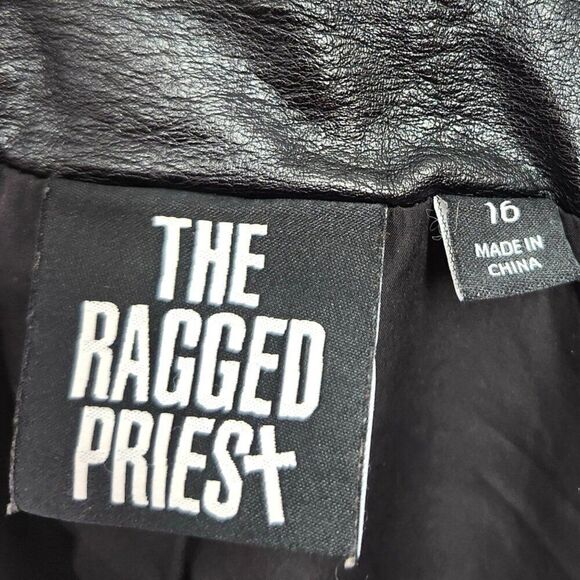 THE
RAGGED
PRIEST
16
MADE IN
CHINA